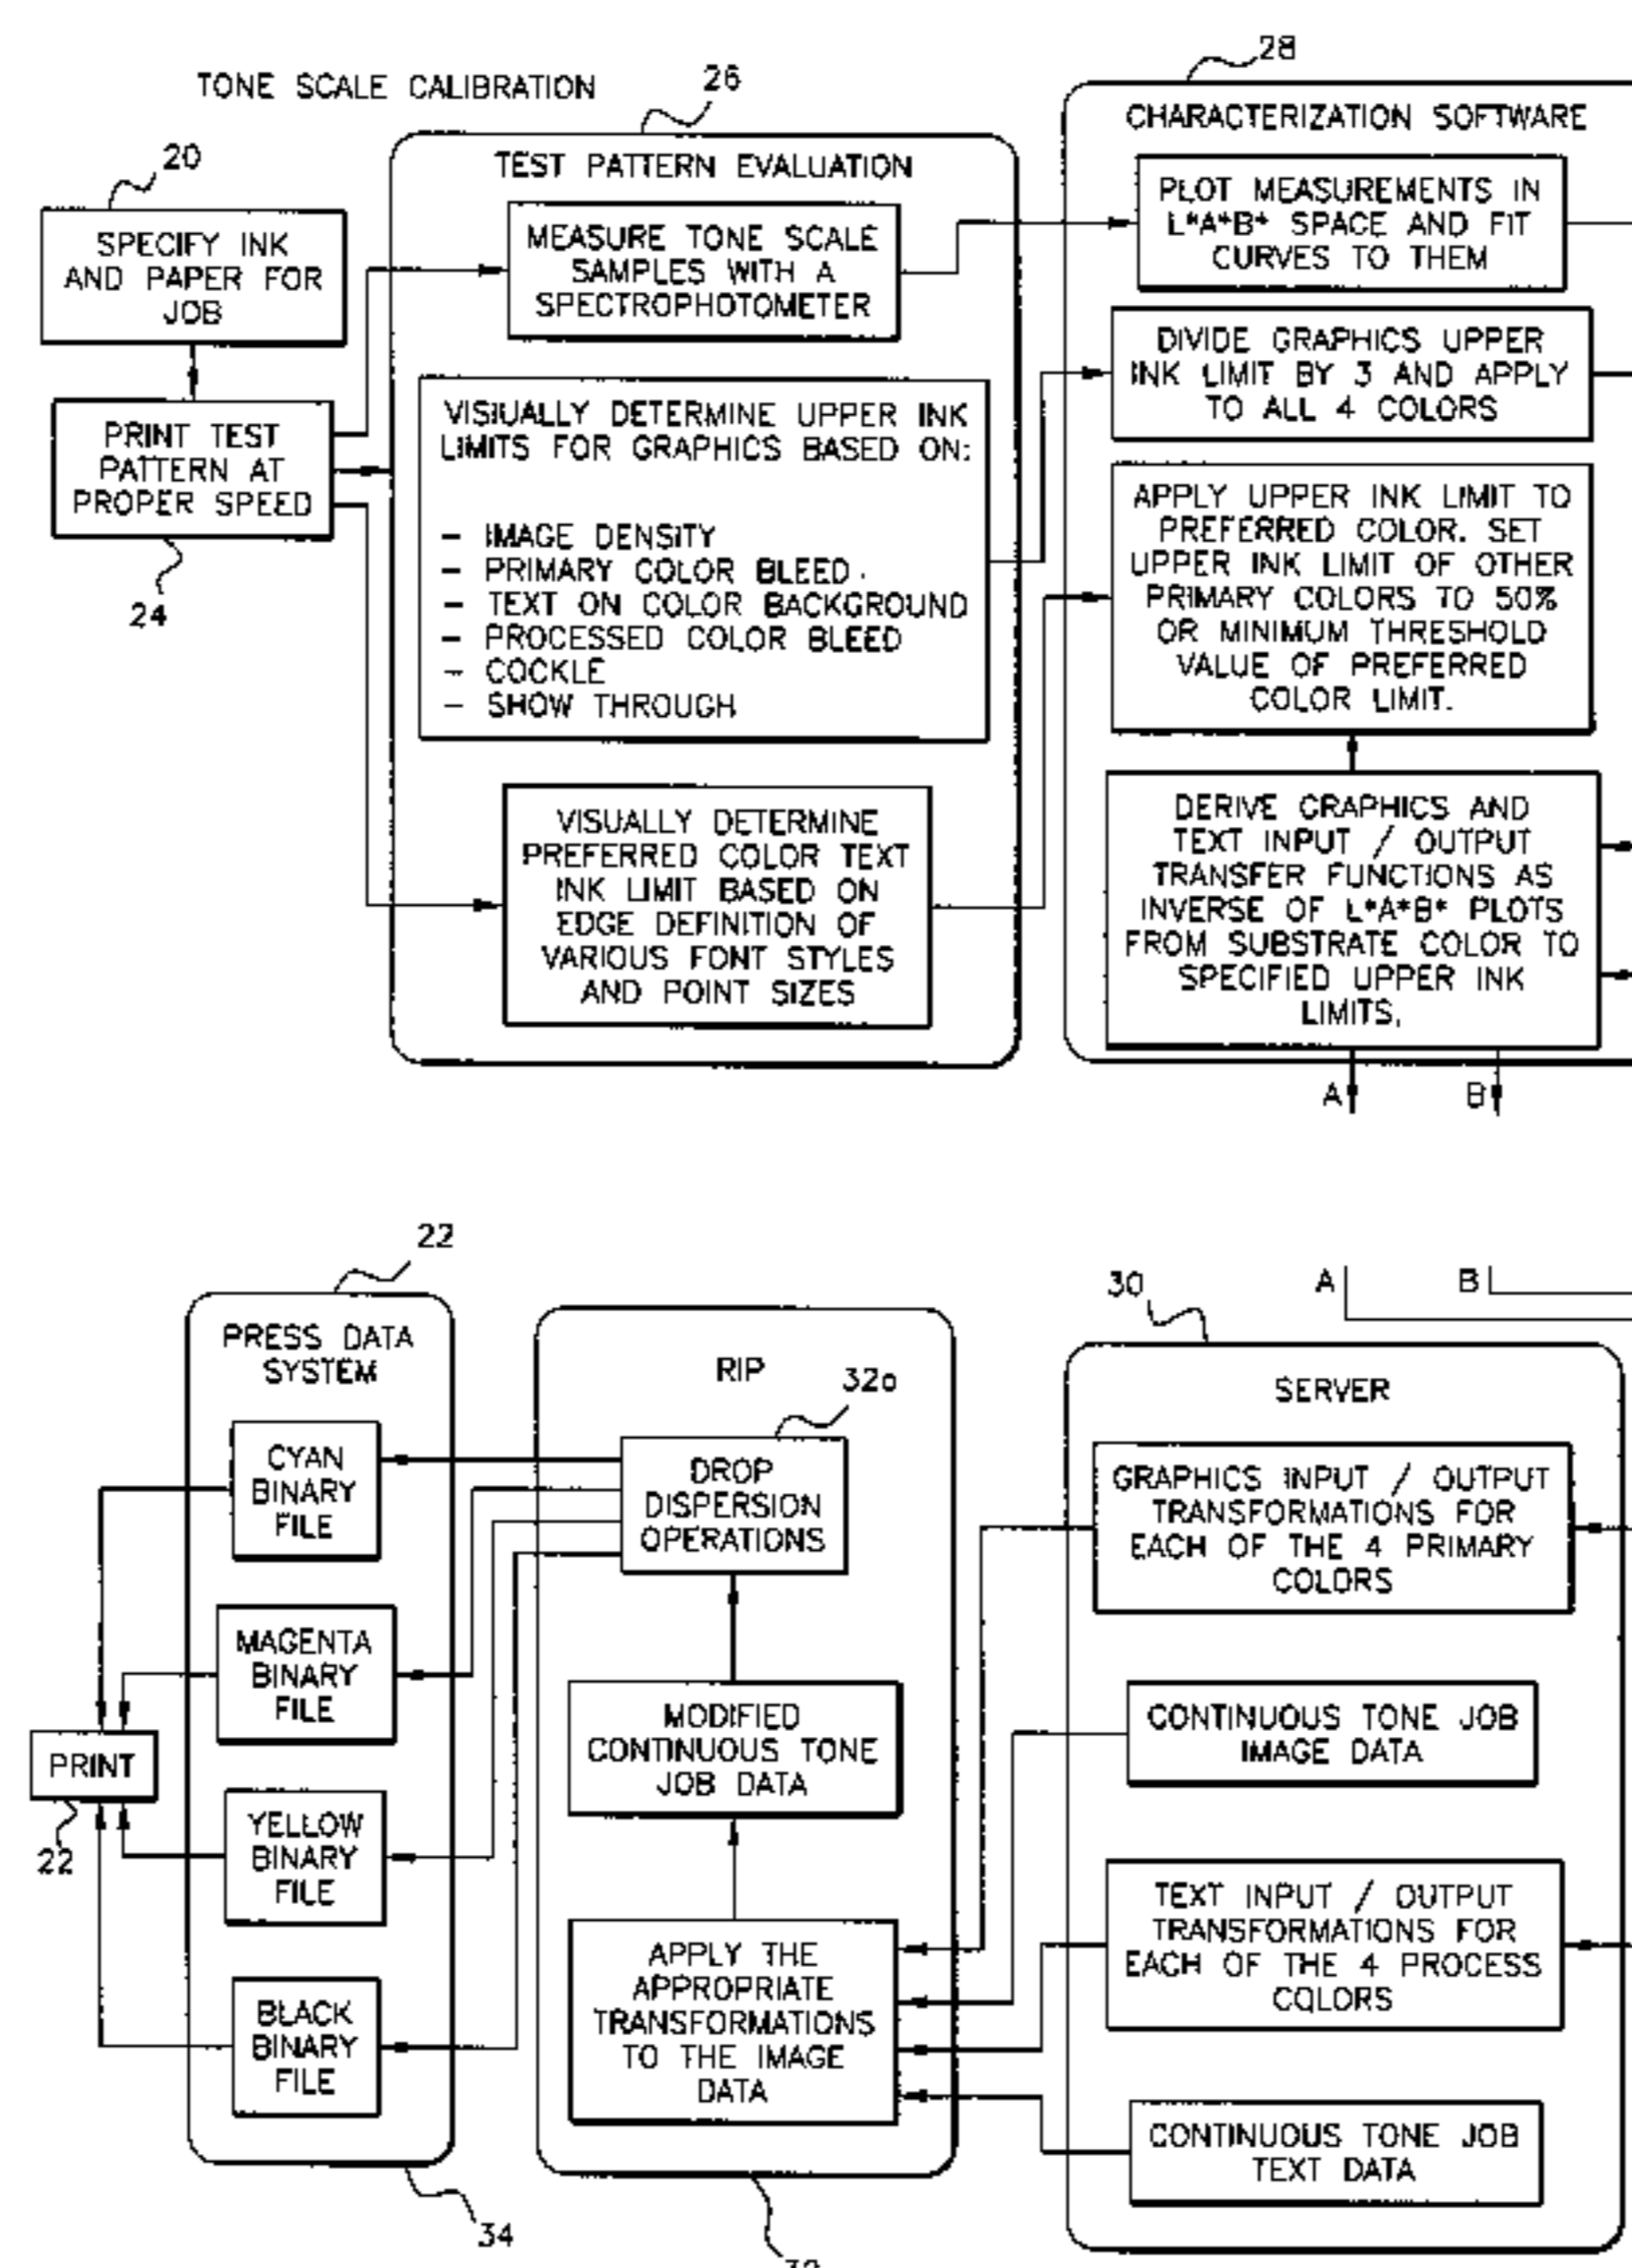 TONE SCALE CALIBRATION
20
SPECIFY INK
AND PAPER FOR
JOB
PRINT TEST
PATTERN AT
PROPER SPEED
24
26
TEST PATTERN EVALUATION
MEASURE TONE SCALE
SAMPLES WITH A
SPECTROPHOTOMETER
VISIUALLY DETERMINE UPPER INK
LIMITS FOR GRAPHICS BASED ON:
- IMAGE DENSITY
- PRIMARY COLOR BLEED
- TEXT ON COLOR BACKGROUND
- PROCESSED COLOR BLEED
- COCKLE
- SHOW THROUGH
VISUALLY DETERMINE
PREFERRED COLOR TEXT
INK LIMIT BASED ON
EDGE DEFINITION OF
VARIOUS FONT STYLES
AND POINT SIZES
28
CHARACTERIZATION SOFTWARE
PLOT MEASUREMENTS IN
L*A*B* SPACE AND FIT
CURVES TO THEM
DIVIDE GRAPHICS UPPER
INK LIMIT BY 3 AND APPLY
TO ALL 4 COLORS
APPLY UPPER INK LIMIT TO
PREFERRED COLOR. SET
UPPER INK LIMIT OF OTHER
PRIMARY COLORS TO 50%
OR MINIMUM THRESHOLD
VALUE OF PREFERRED
COLOR LIMIT.
DERIVE GRAPHICS AND
TEXT INPUT / OUTPUT
TRANSFER FUNCTIONS AS
INVERSE OF L*A*B* PLOTS
FROM SUBSTRATE COLOR TO
SPECIFIED UPPER INK
LIMITS.
A B
22
PRESS DATA
SYSTEM
CYAN
BINARY
FILE
MAGENTA
BINARY
FILE
PRINT
22
YELLOW
BINARY
FILE
BLACK
BINARY
FILE
34
RIP
32a
DROP
DISPERSION
OPERATIONS
MODIFIED
CONTINUOUS TONE
JOB DATA
APPLY THE
APPROPRIATE
TRANSFORMATIONS
TO THE IMAGE
DATA
32
A B
30
SERVER
GRAPHICS INPUT / OUTPUT
TRANSFORMATIONS FOR
EACH OF THE 4 PRIMARY
COLORS
CONTINUOUS TONE JOB
IMAGE DATA
TEXT INPUT / OUTPUT
TRANSFORMATIONS FOR
EACH OF THE 4 PROCESS
COLORS
CONTINUOUS TONE JOB
TEXT DATA